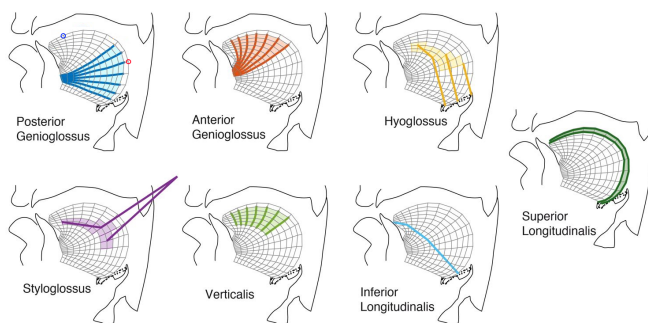 Posterior
Genioglossus
Anterior
Genioglossus
Hyoglossus
Superior
Longitudinalis
Styloglossus
Verticalis
Inferior
Longitudinalis